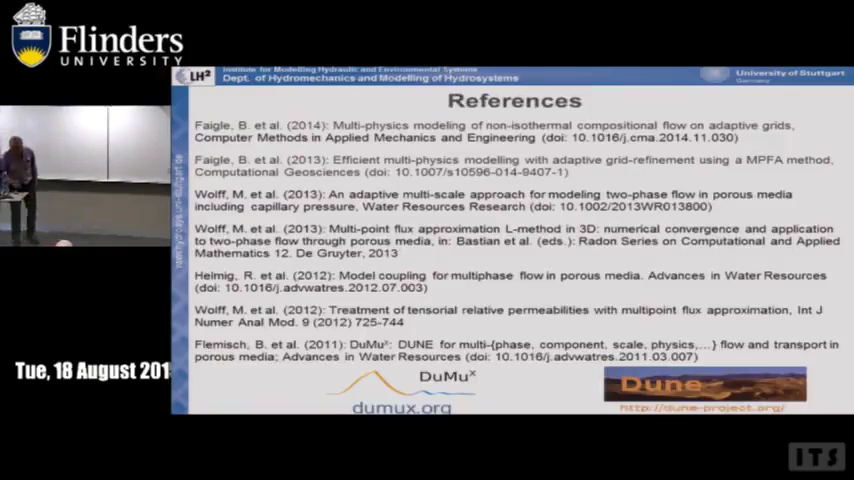 Flinders
UNIVERSITY
LH²
Institute for Modelling Hydraulic and Environmental Systems
Dept. of Hydromechanics and Modelling of Hydrosystems
University of Stuttgart
Germany
References
Faigle, B. et al. (2014): Multi-physics modeling of non-isothermal compositional flow on adaptive grids,
Computer Methods in Applied Mechanics and Engineering (doi: 10.1016/j.cma.2014.11.030)
Faigle, B. et al. (2013): Efficient multi-physics modelling with adaptive grid-refinement using a MPFA method,
Computational Geosciences (doi: 10.1007/s10596-014-9407-1)
Wolff, M. et al. (2013): An adaptive multi-scale approach for modeling two-phase flow in porous media
including capillary pressure, Water Resources Research (doi: 10.1002/2013WR013800)
Wolff, M. et al. (2013): Multi-point flux approximation L-method in 3D: numerical convergence and application
to two-phase flow through porous media, in: Bastian et al. (eds.): Radon Series on Computational and Applied
Mathematics 12. De Gruyter, 2013
Helmig, R. et al. (2012): Model coupling for multiphase flow in porous media. Advances in Water Resources
(doi: 10.1016/j.advwatres.2012.07.003)
Wolff, M. et al. (2012): Treatment of tensorial relative permeabilities with multipoint flux approximation, Int J
Numer Anal Mod. 9 (2012) 725-744
Flemisch, B. et al. (2011): DuMuˣ: DUNE for multi-{phase, component, scale, physics,...} flow and transport in
porous media; Advances in Water Resources (doi: 10.1016/j.advwatres.2011.03.007)
DuMuˣ
dumux.org
Dune
http://dune-project.org/
Tue, 18 August 201
ITS